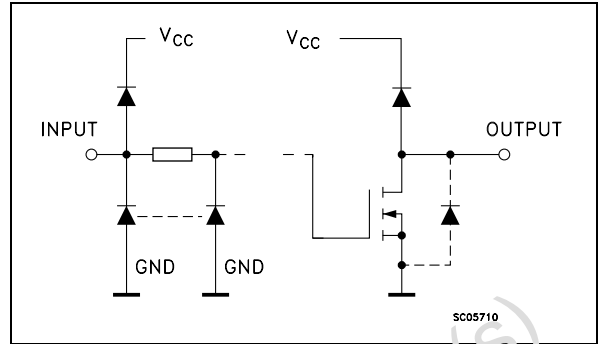 VCC
VCC
INPUT
OUTPUT
GND
GND
SC05710
(s)